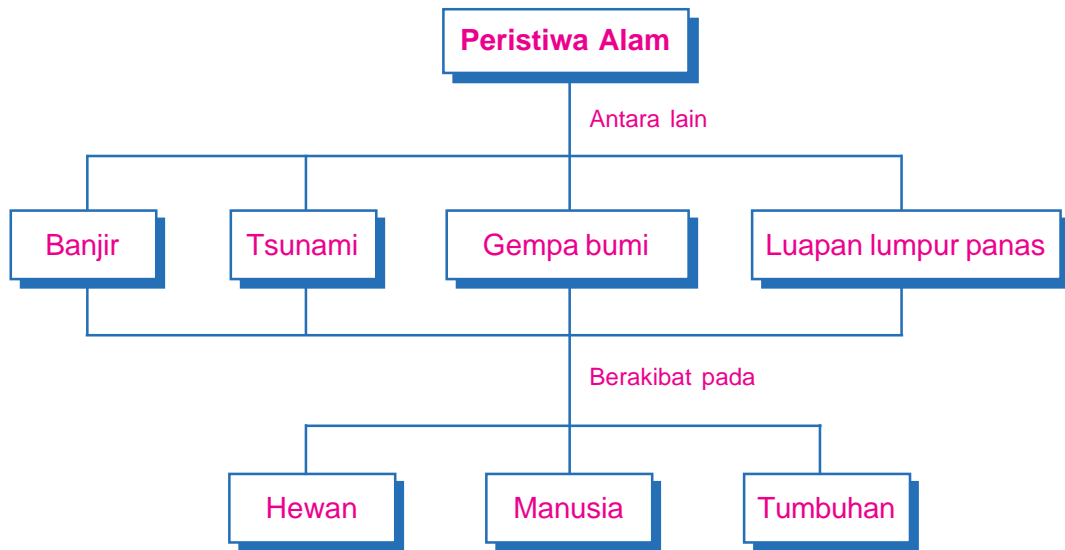 Peristiwa Alam
Antara lain
Banjir
Tsunami
Gempa bumi
Luapan lumpur panas
Berakibat pada
Hewan
Manusia
Tumbuhan